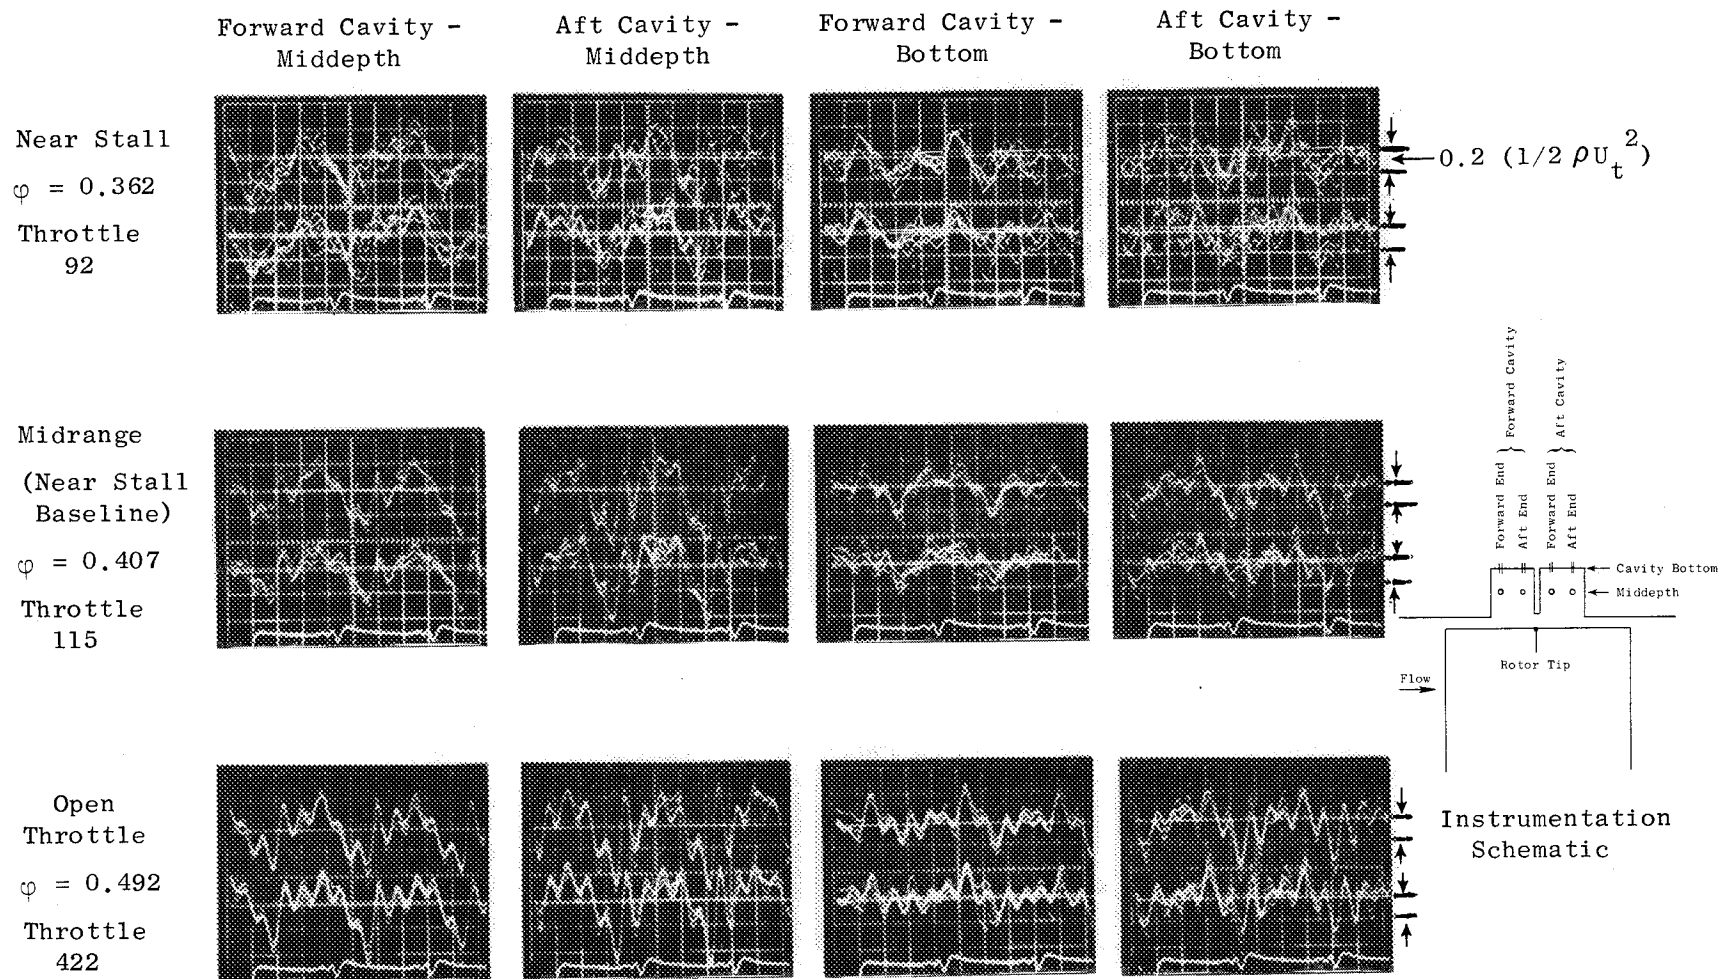 Forward Cavity -
Middepth
Aft Cavity -
Middepth
Forward Cavity -
Bottom
Aft Cavity -
Bottom
Near Stall
φ = 0.362
Throttle
92
0.2 (1/2 ρU_t^2)
Midrange
(Near Stall
Baseline)
φ = 0.407
Throttle
115
Forward Cavity
Aft Cavity
Forward End
Aft End
Forward End
Aft End
Cavity Bottom
Middepth
Rotor Tip
Flow
Open
Throttle
φ = 0.492
Throttle
422
Instrumentation
Schematic